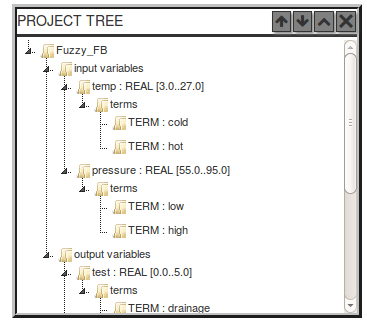 PROJECT TREE
Fuzzy_FB
input variables
temp : REAL [3.0..27.0]
terms
TERM : cold
TERM : hot
pressure : REAL [55.0..95.0]
terms
TERM : low
TERM : high
output variables
test : REAL [0.0..5.0]
terms
TERM : drainage